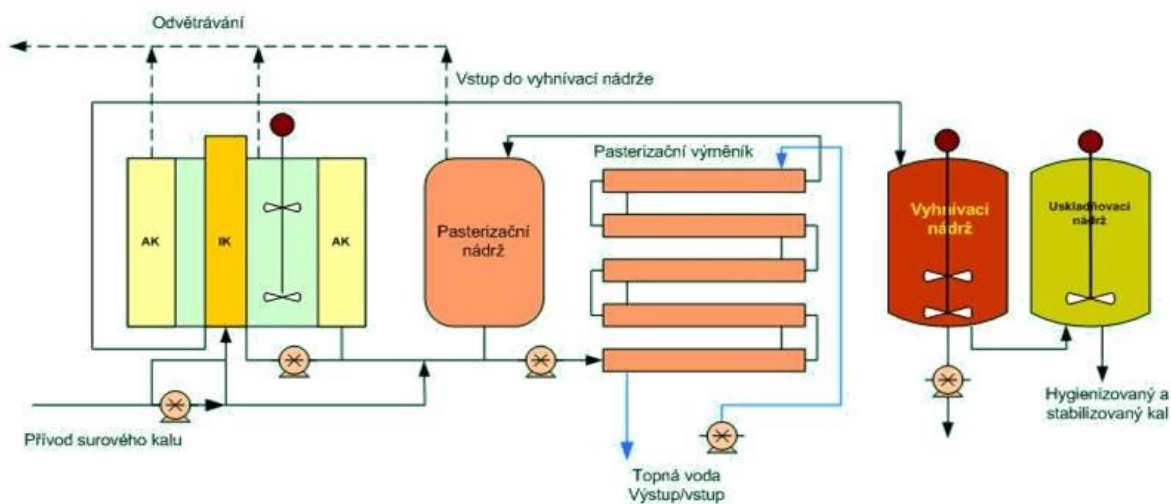 Odvětrávání
Vstup do vyhnívací nádrže
Pasterizační výměník
AK
IK
AK
Pasterizační
nádrž
Vyhnívací
nádrž
Uskladňovací
nádrž
Přívod surového kalu
Topná voda
Výstup/vstup
Hygienizovaný a
stabilizovaný kal